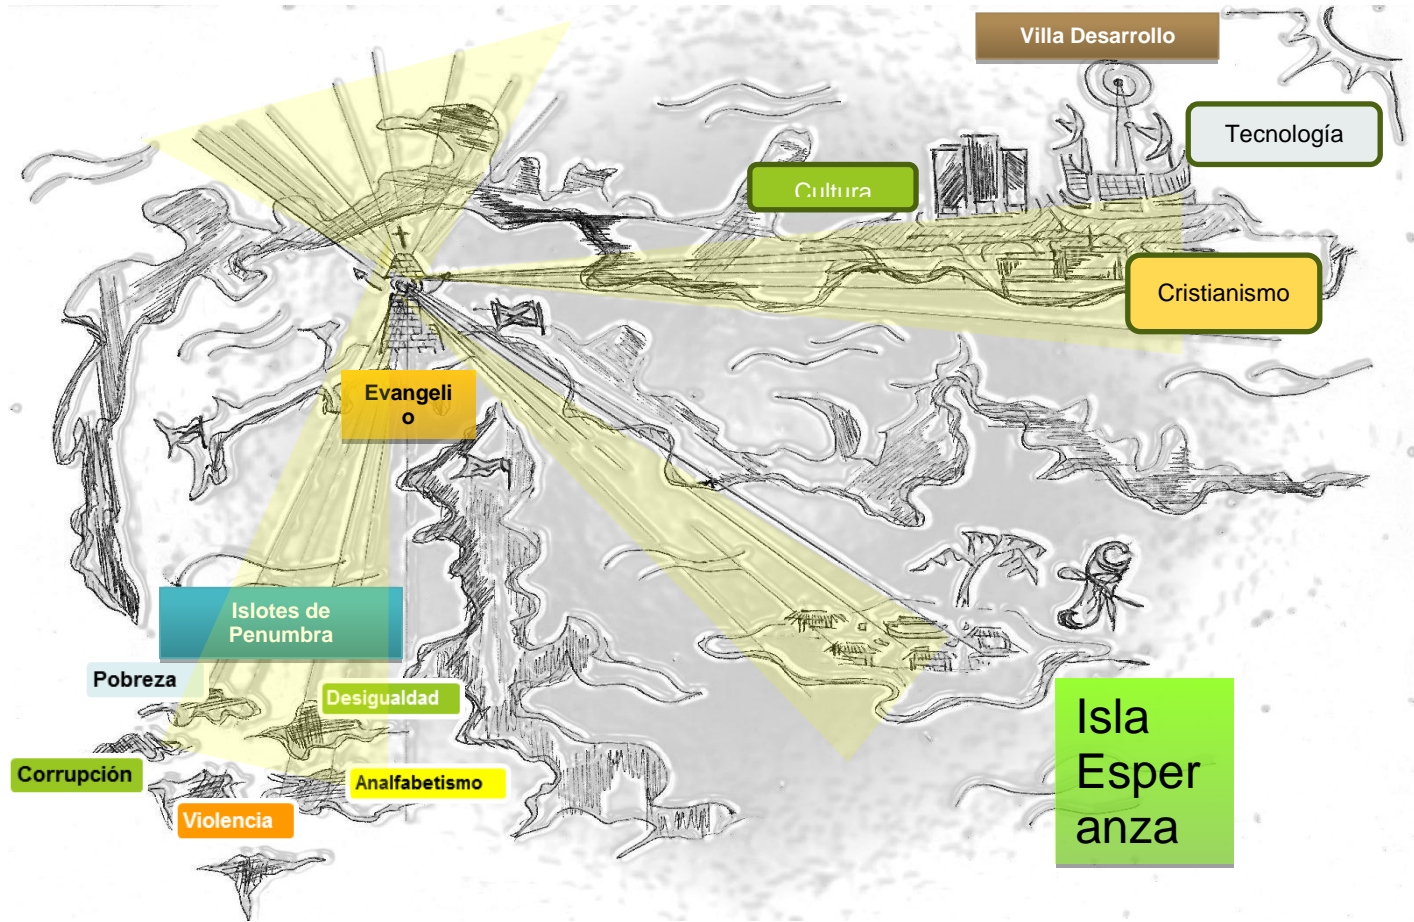 Villa Desarrollo
Tecnología
Cultura
Cristianismo
Evangeli
o
Islotes de
Penumbra
Pobreza
Desigualdad
Corrupción
Analfabetismo
Violencia
Isla
Esper
anza